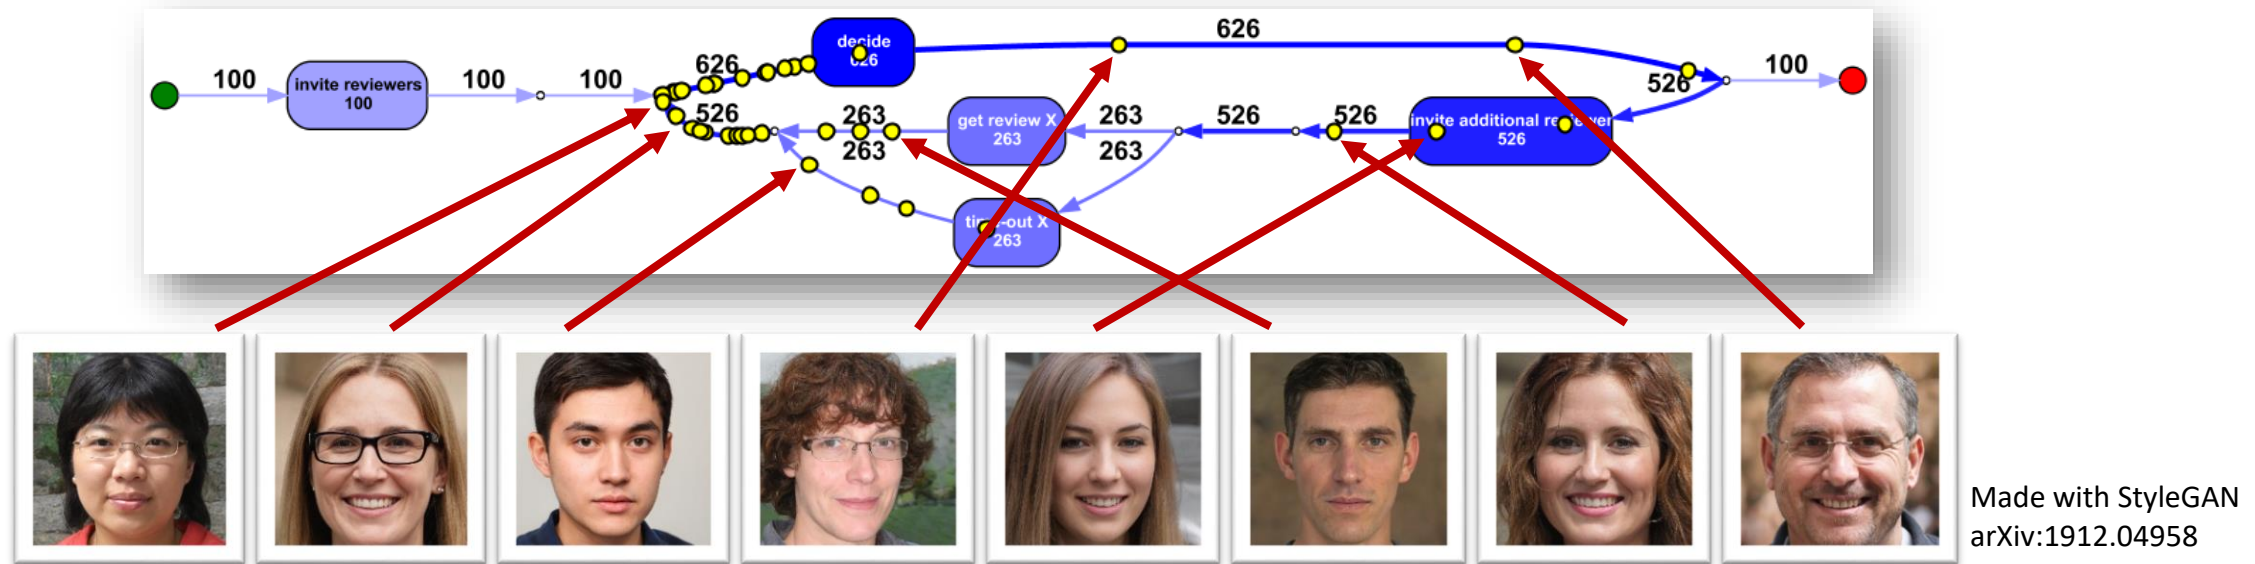 100
invite reviewers
100
100
100
626
decide
626
626
526
100
526
263
263
get review X
263
263
263
526
526
invite additional reviewer
526
time-out X
263
Made with StyleGAN
arXiv:1912.04958